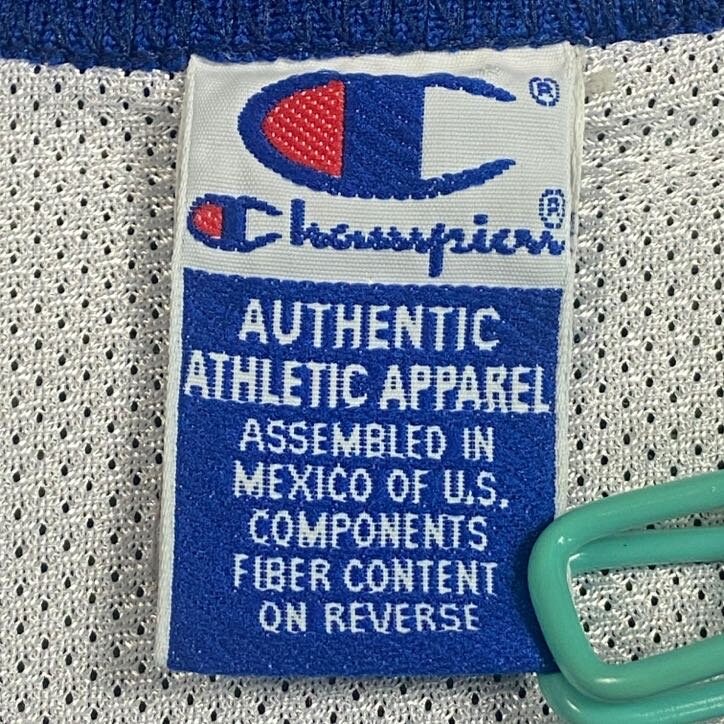 ®
Champion®
AUTHENTIC
ATHLETIC APPAREL
ASSEMBLED IN
MEXICO OF U.S.
COMPONENTS
FIBER CONTENT
ON REVERSE